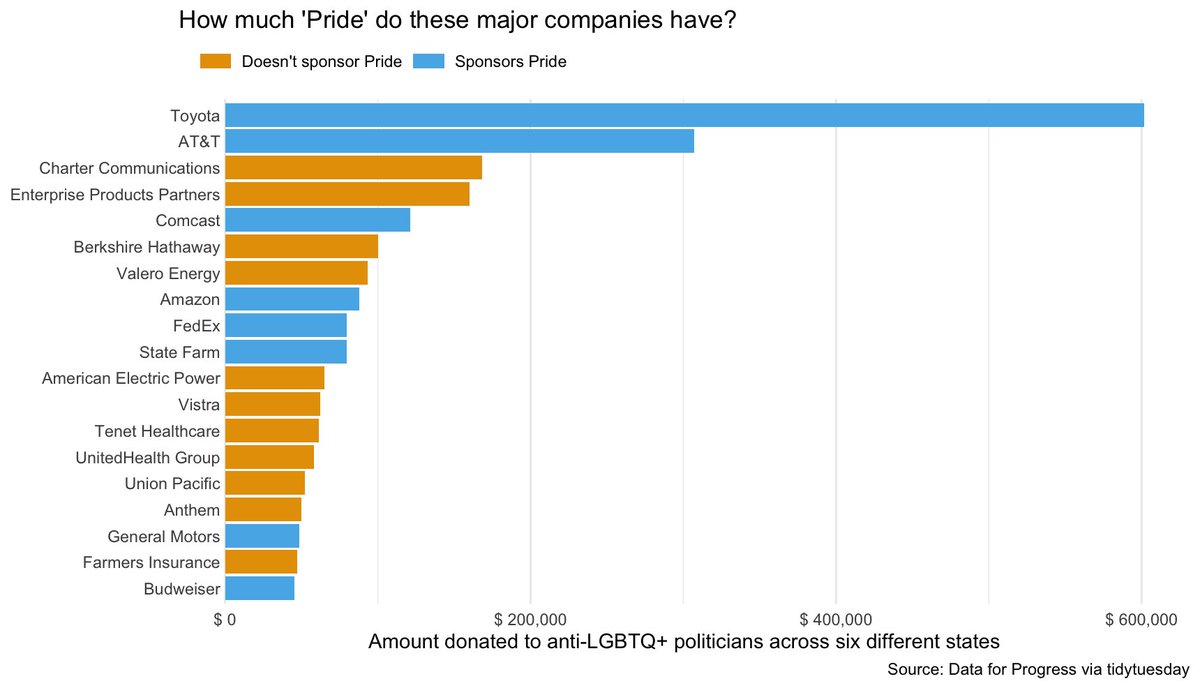 How much 'Pride' do these major companies have?
Doesn't sponsor Pride Sponsors Pride
Toyota
AT&T
Charter Communications
Enterprise Products Partners
Comcast
Berkshire Hathaway
Valero Energy
Amazon
FedEx
State Farm
American Electric Power
Vistra
Tenet Healthcare
UnitedHealth Group
Union Pacific
Anthem
General Motors
Farmers Insurance
Budweiser
$ 0 $ 200,000 $ 400,000 $ 600,000
Amount donated to anti-LGBTQ+ politicians across six different states
Source: Data for Progress via tidytuesday